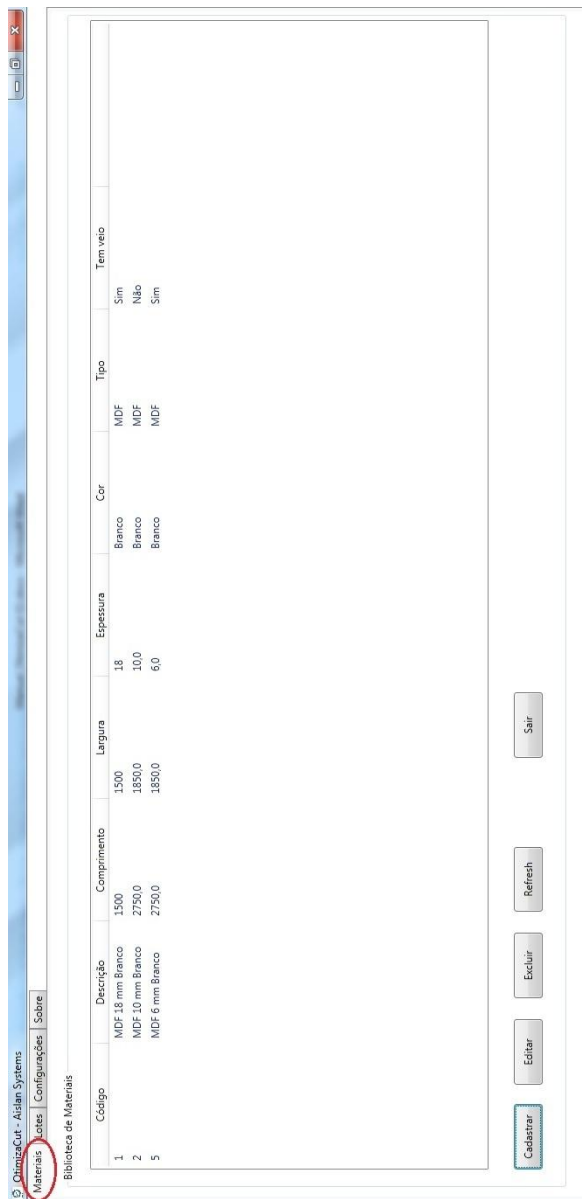 OtimizaCut - Aislan Systems
Materiais Lotes Configurações Sobre
Biblioteca de Materiais
Código Descrição Comprimento Largura Espessura Cor Tipo Tem veio
1 MDF 18 mm Branco 1500 1500 18 Branco MDF Sim
2 MDF 10 mm Branco 2750,0 1850,0 10,0 Branco MDF Não
5 MDF 6 mm Branco 2750,0 1850,0 6,0 Branco MDF Sim
Cadastrar Editar Excluir Refresh Sair